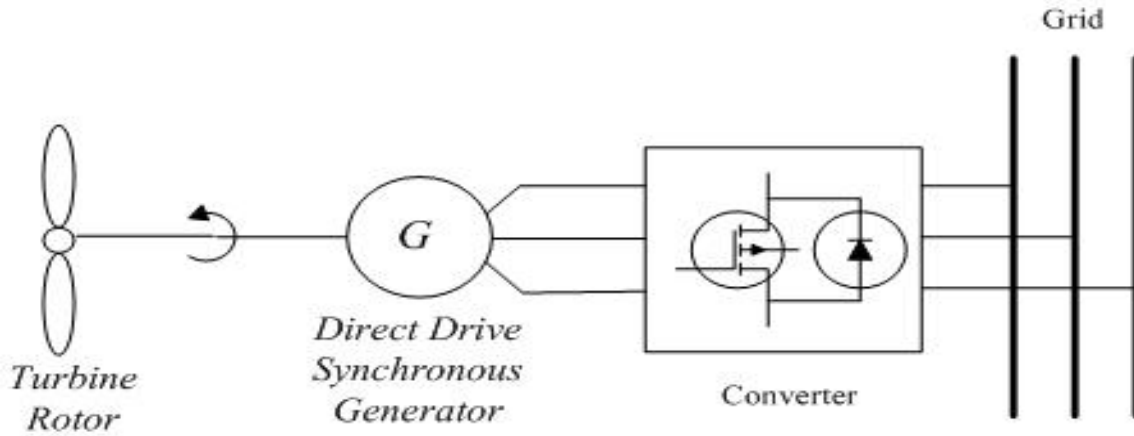 Grid
G
Direct Drive
Synchronous
Generator
Turbine
Rotor
Converter